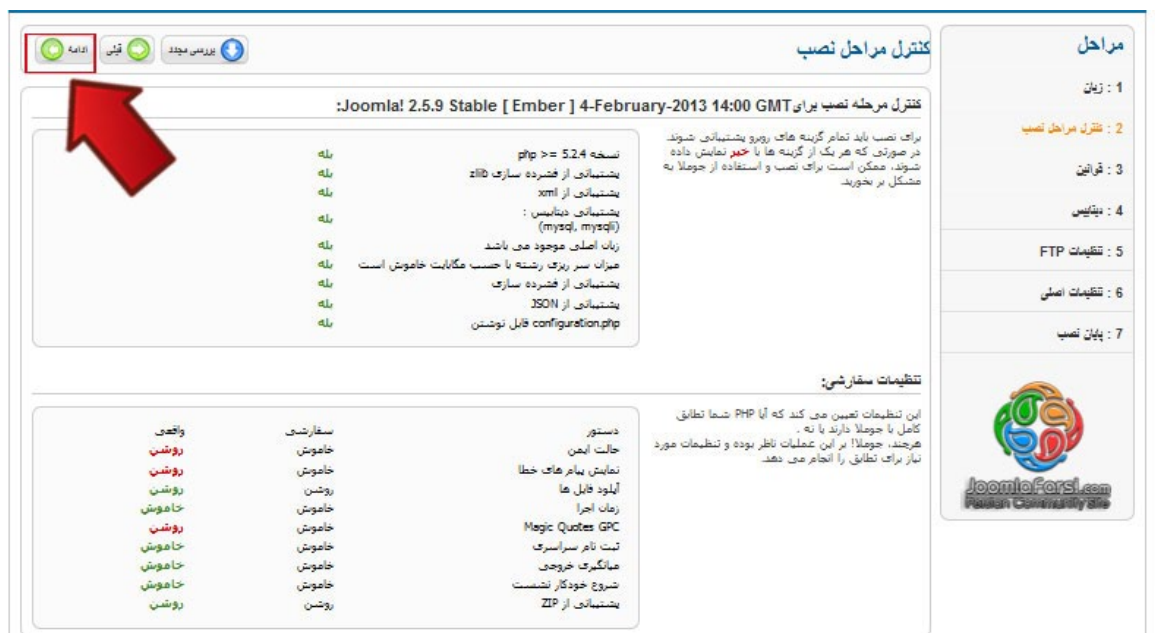 مراحل
1 : زبان
2 : کنترل مراحل نصب
3 : قوانین
4 : دیتابیس
5 : تنظیمات FTP
6 : تنظیمات اصلی
7 : پایان نصب
JoomlaFarsi.com
Persian Community Site
کنترل مراحل نصب
بررسی مجدد
قبلی
ادامه
کنترل مرحله نصب برای Joomla! 2.5.9 Stable [ Ember ] 4-February-2013 14:00 GMT:
برای نصب باید تمام گزینه های روبرو پشتیبانی شوند.
در صورتی که هر یک از گزینه ها با خیر نمایش داده
شوند، ممکن است برای نصب و استفاده از جوملا به
مشکل بر بخورید.
نسخه php >= 5.2.4 بله
پشتیبانی از فشرده سازی zlib بله
پشتیبانی از xml بله
پشتیبانی دیتابیس :
(mysql, mysqli) بله
زبان اصلی موجود می باشد بله
میزان سر ریزی رشته با حسب مگابایت خاموش است بله
پشتیبانی از فشرده سازی بله
پشتیبانی از JSON بله
configuration.php قابل نوشتن بله
تنظیمات سفارشی:
این تنظیمات تعیین می کند که آیا PHP شما تطابق
کامل با جوملا دارند یا نه .
هرچند، جوملا! بر این عملیات ناظر بوده و تنظیمات مورد
نیاز برای تطابق را انجام می دهد.
دستور سفارشی واقعی
حالت ایمن خاموش روشن
نمایش پیام های خطا خاموش روشن
آپلود فایل ها روشن روشن
زمان اجرا خاموش خاموش
Magic Quotes GPC خاموش روشن
ثبت نام سراسری خاموش خاموش
میانگیری خروجی خاموش خاموش
شروع خودکار نشست خاموش خاموش
پشتیبانی از ZIP روشن روشن